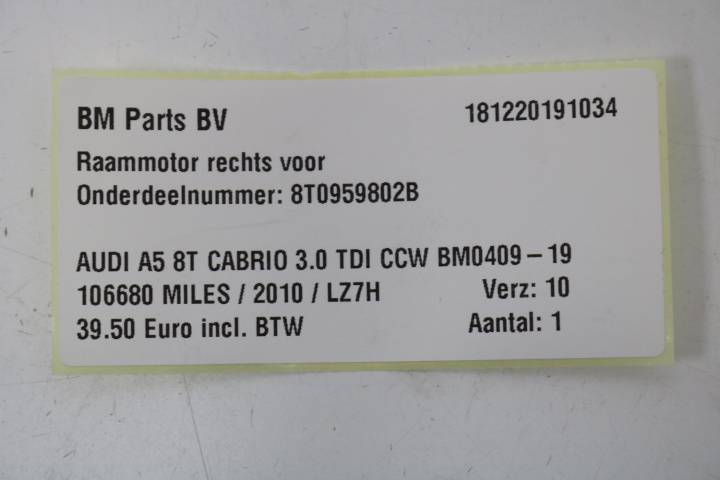 BM Parts BV 181220191034
Raammotor rechts voor
Onderdeelnummer: 8T0959802B
AUDI A5 8T CABRIO 3.0 TDI CCW BM0409 – 19
106680 MILES / 2010 / LZ7H Verz: 10
39.50 Euro incl. BTW Aantal: 1